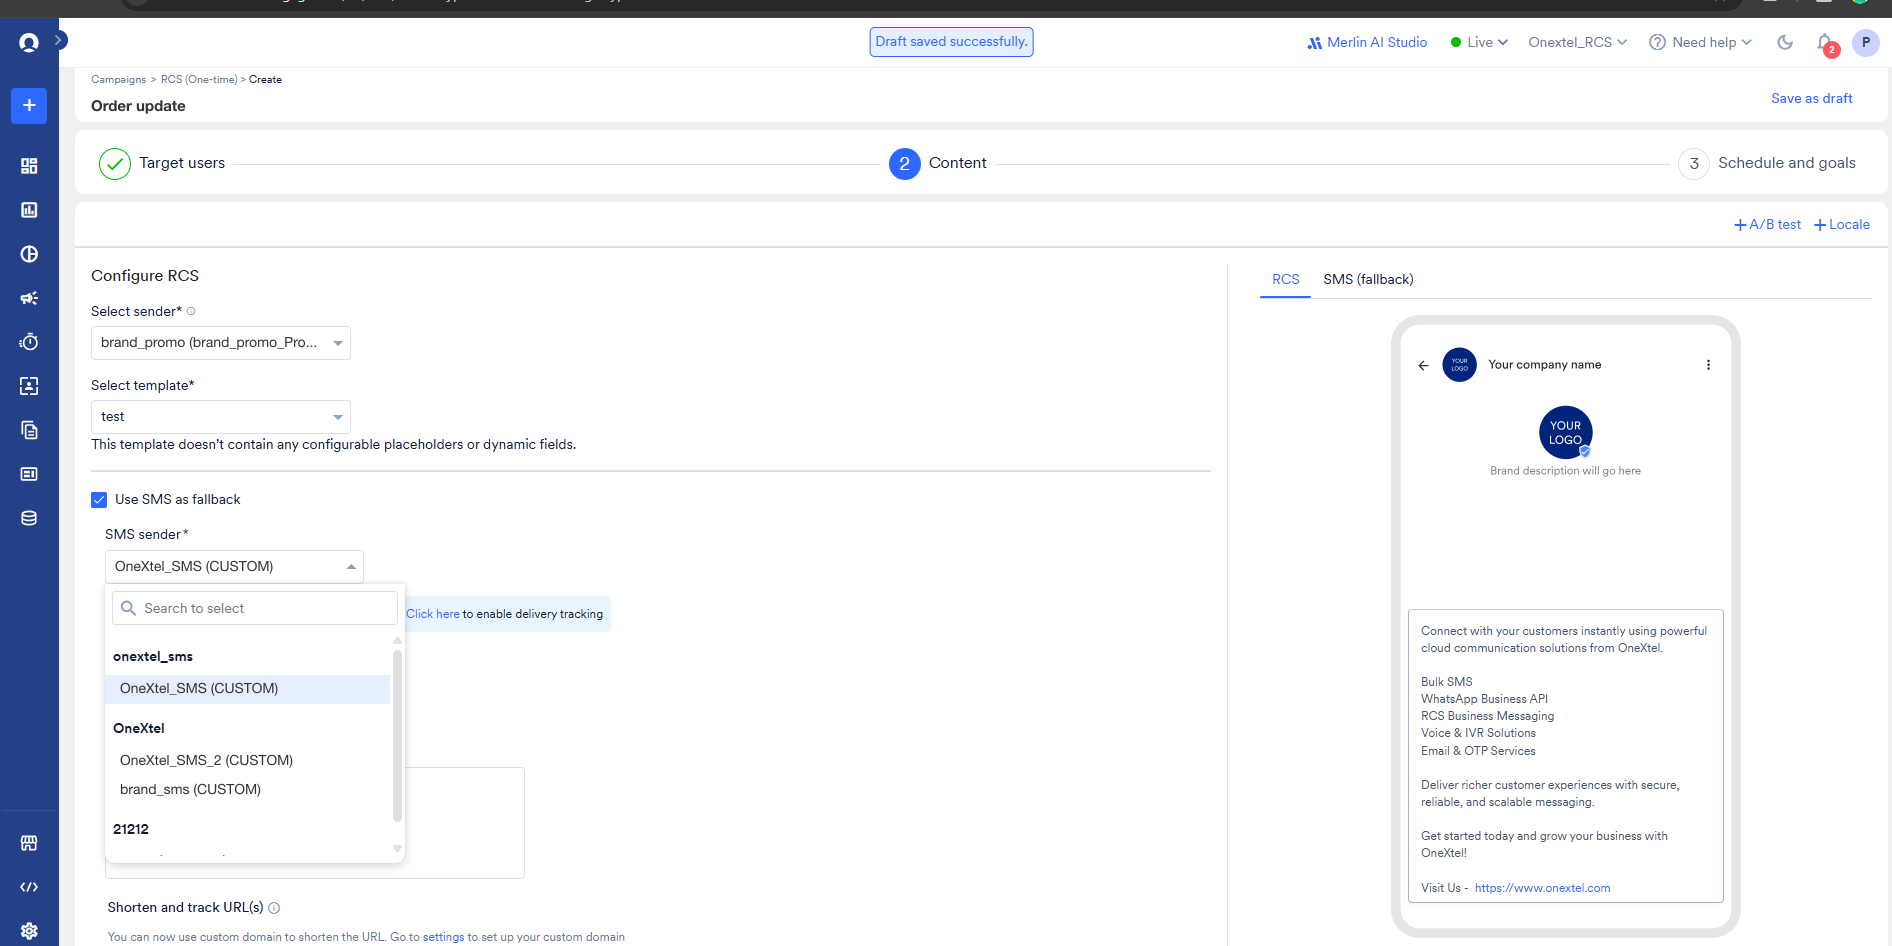 Draft saved successfully.
Merlin AI Studio
Live
Onextel_RCS
Need help
2
P
Campaigns > RCS (One-time) > Create
Order update
Save as draft
Target users
2 Content
3 Schedule and goals
A/B test
Locale
Configure RCS
Select sender*
brand_promo (brand_promo_Pro...
Select template*
test
This template doesn't contain any configurable placeholders or dynamic fields.
Use SMS as fallback
SMS sender*
OneXtel_SMS (CUSTOM)
Search to select
Click here to enable delivery tracking
onextel_sms
OneXtel_SMS (CUSTOM)
OneXtel
OneXtel_SMS_2 (CUSTOM)
brand_sms (CUSTOM)
21212
Shorten and track URL(s)
You can now use custom domain to shorten the URL. Go to settings to set up your custom domain
RCS
SMS (fallback)
YOUR
LOGO
Your company name
YOUR
LOGO
Brand description will go here
Connect with your customers instantly using powerful
cloud communication solutions from OneXtel.
Bulk SMS
WhatsApp Business API
RCS Business Messaging
Voice & IVR Solutions
Email & OTP Services
Deliver richer customer experiences with secure,
reliable, and scalable messaging.
Get started today and grow your business with
OneXtel!
Visit Us - https://www.onextel.com